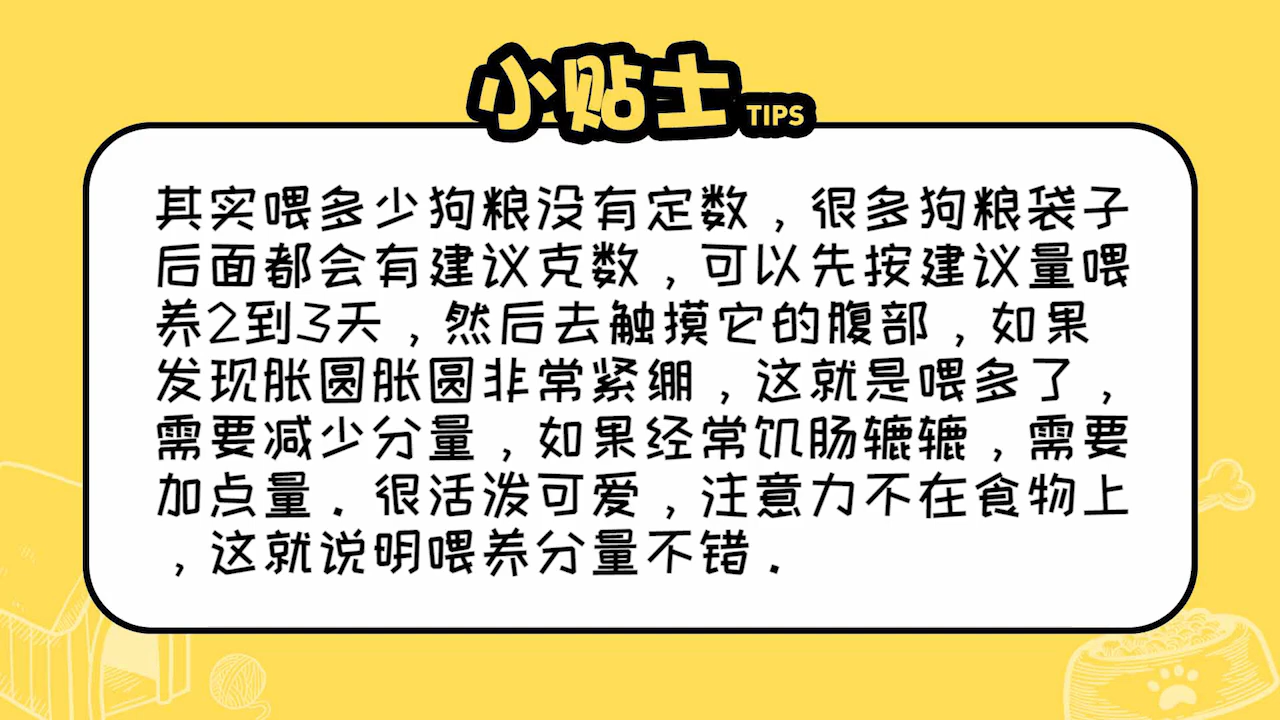 小贴士 TIPS
其实喂多少狗粮没有定数，很多狗粮袋子
后面都会有建议克数，可以先按建议量喂
养2到3天，然后去触摸它的腹部，如果
发现胀圆胀圆非常紧绷，这就是喂多了，
需要减少分量，如果经常饥肠辘辘，需要
加点量．很活泼可爱，注意力不在食物上
，这就说明喂养分量不错．